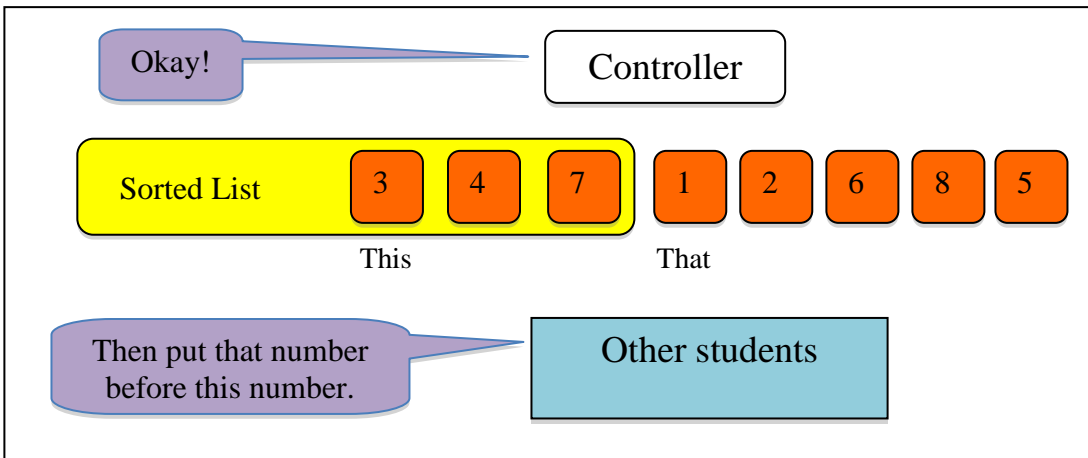 Okay!
Controller
Sorted List 3 4 7 1 2 6 8 5
This That
Then put that number
before this number.
Other students